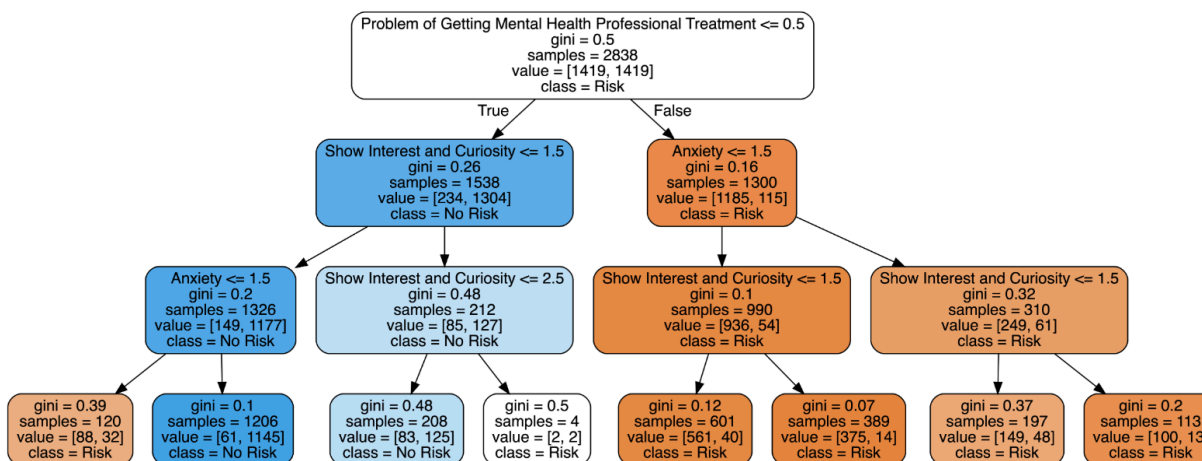 Problem of Getting Mental Health Professional Treatment <= 0.5
gini = 0.5
samples = 2838
value = [1419, 1419]
class = Risk
True
False
Show Interest and Curiosity <= 1.5
gini = 0.26
samples = 1538
value = [234, 1304]
class = No Risk
Anxiety <= 1.5
gini = 0.16
samples = 1300
value = [1185, 115]
class = Risk
Anxiety <= 1.5
gini = 0.2
samples = 1326
value = [149, 1177]
class = No Risk
Show Interest and Curiosity <= 2.5
gini = 0.48
samples = 212
value = [85, 127]
class = No Risk
Show Interest and Curiosity <= 1.5
gini = 0.1
samples = 990
value = [936, 54]
class = Risk
Show Interest and Curiosity <= 1.5
gini = 0.32
samples = 310
value = [249, 61]
class = Risk
gini = 0.39
samples = 120
value = [88, 32]
class = Risk
gini = 0.1
samples = 1206
value = [61, 1145]
class = No Risk
gini = 0.48
samples = 208
value = [83, 125]
class = No Risk
gini = 0.5
samples = 4
value = [2, 2]
class = Risk
gini = 0.12
samples = 601
value = [561, 40]
class = Risk
gini = 0.07
samples = 389
value = [375, 14]
class = Risk
gini = 0.37
samples = 197
value = [149, 48]
class = Risk
gini = 0.2
samples = 113
value = [100, 13
class = Risk